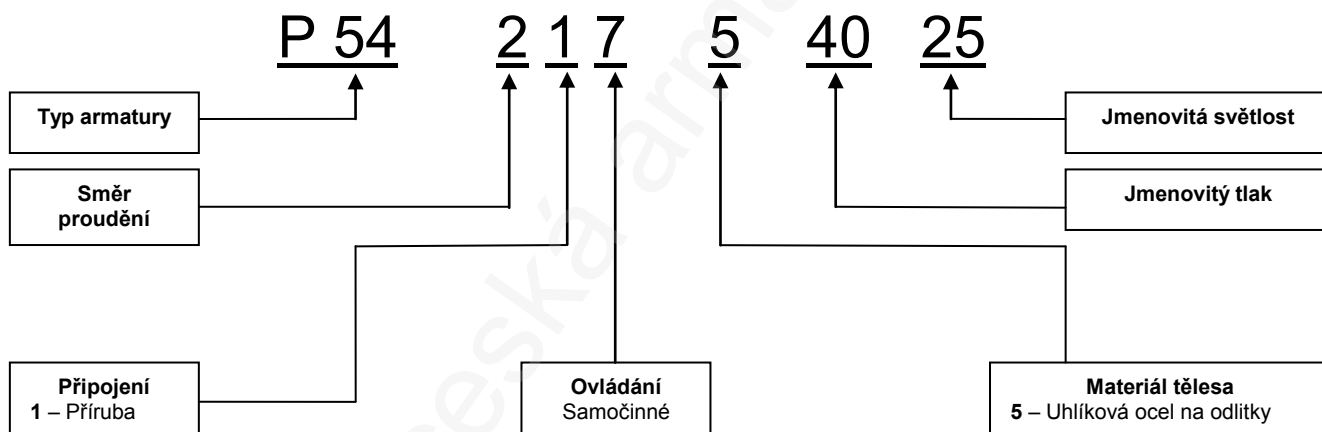 P 54 2 1 7 5 40 25
Typ armatury
Jmenovitá světlost
Směr
proudění
Jmenovitý tlak
Připojení
1 – Příruba
Ovládání
Samočinné
Materiál tělesa
5 – Uhlíková ocel na odlitky